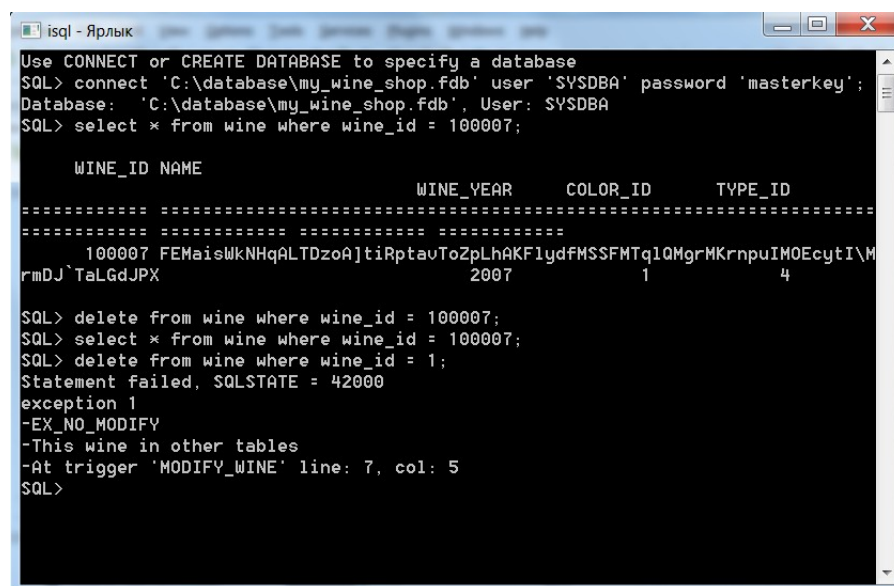 isql - Ярлык
Use CONNECT or CREATE DATABASE to specify a database
SQL> connect 'C:\database\my_wine_shop.fdb' user 'SYSDBA' password 'masterkey';
Database:  'C:\database\my_wine_shop.fdb', User: SYSDBA
SQL> select * from wine where wine_id = 100007;
WINE_ID NAME
WINE_YEAR     COLOR_ID      TYPE_ID
============ =================================================================
============ ============ ============ ============
100007 FEMaisWkNHqALTDzoA]tiRptavToZpLhAKFlydfMSSFMTqlQMgrMKrnpuIMOEcytI\M
rmDJ`TaLGdJPX                             2007            1            4
SQL> delete from wine where wine_id = 100007;
SQL> select * from wine where wine_id = 100007;
SQL> delete from wine where wine_id = 1;
Statement failed, SQLSTATE = 42000
exception 1
-EX_NO_MODIFY
-This wine in other tables
-At trigger 'MODIFY_WINE' line: 7, col: 5
SQL>